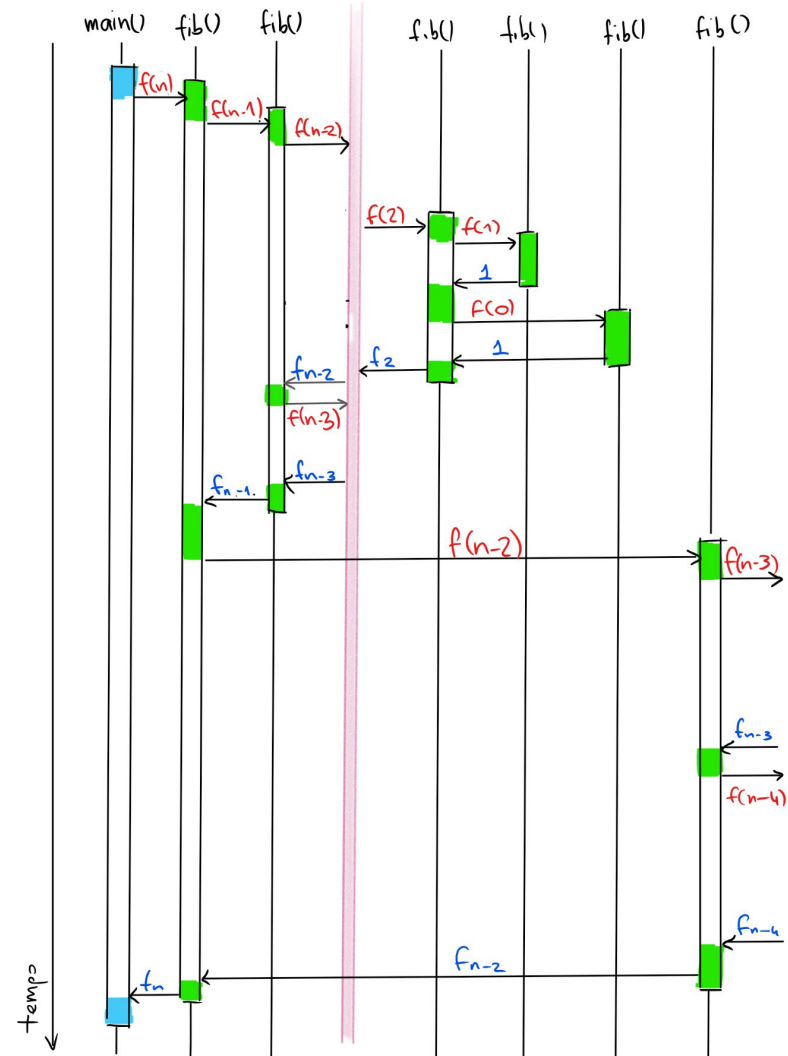 main() fib() fib() fib() fib() fib() fib()
f(n)
f(n-1)
f(n-2)
f(2)
f(1)
1
f(0)
1
f2
fn-2
f(n-3)
fn-3
fn-1
f(n-2)
f(n-3)
fn-3
f(n-4)
fn-4
fn-2
fn
tempo